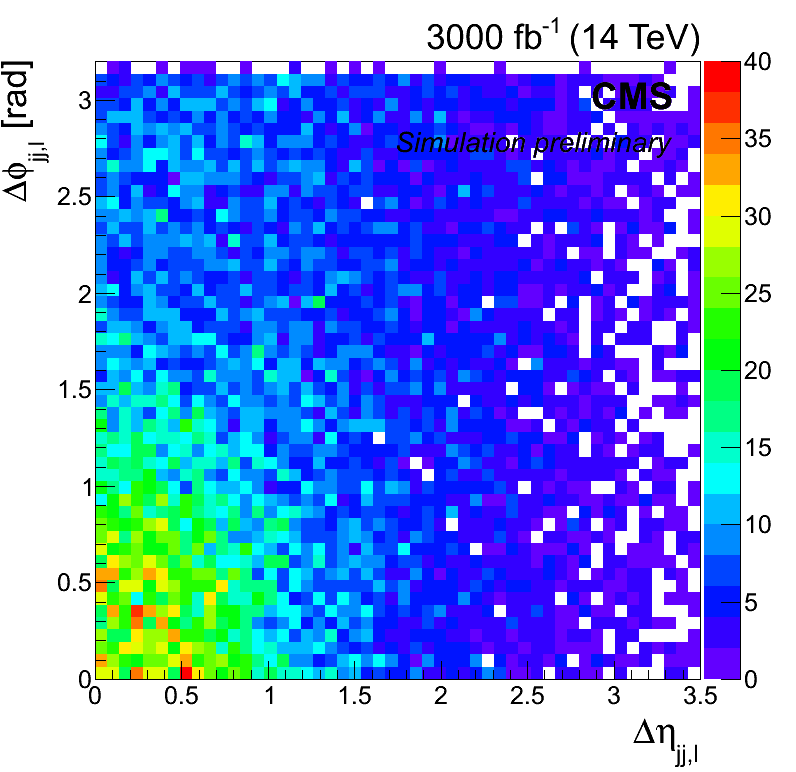 3000 fb⁻¹ (14 TeV)
CMS
Simulation preliminary
Δϕjj,l [rad]
3
2.5
2
1.5
1
0.5
0
0 0.5 1 1.5 2 2.5 3 3.5
Δηjj,l
40
35
30
25
20
15
10
5
0